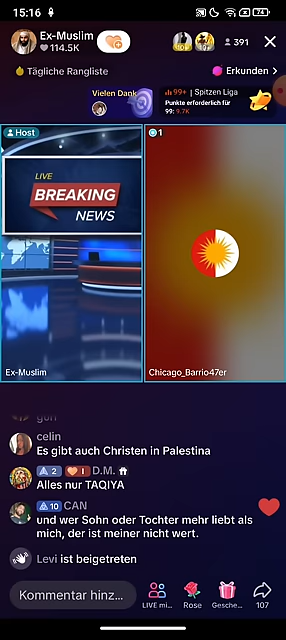 15:16
74
Ex-Muslim
114.5K
391
Tägliche Rangliste
Erkunden >
Vielen Dank
99+ | Spitzen Liga
Punkte erforderlich für
99: 9.7K
Host
1
LIVE
BREAKING
NEWS
Ex-Muslim
Chicago_Barrio47er
celin
Es gibt auch Christen in Palestina
2 1 D.M.
Alles nur TAQIYA
10 CAN
und wer Sohn oder Tochter mehr liebt als
mich, der ist meiner nicht wert.
Levi ist beigetreten
Kommentar hinz...
LIVE mi...
Rose
Gesche...
107